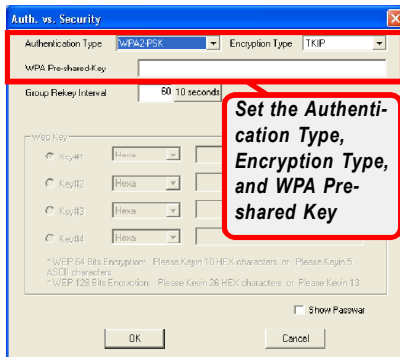 Auth. vs. Security
Authentication Type WPA2-PSK Encryption Type TKIP
WPA Pre-shared-Key
Group Rekey Interval 60 10 seconds
Set the Authenti-
cation Type,
Encryption Type,
and WPA Pre-
shared Key
Wep Key
Key#1 Hexa
Key#2 Hexa
Key#3 Hexa
Key#4 Hexa
* WEP 64 Bits Encryption: Please Keyin 10 HEX characters or Please Keyin 5
ASCII characters
* WEP 128 Bits Encryption: Please Keyin 26 HEX characters or Please Keyin 13
Show Passwar
OK Cancel